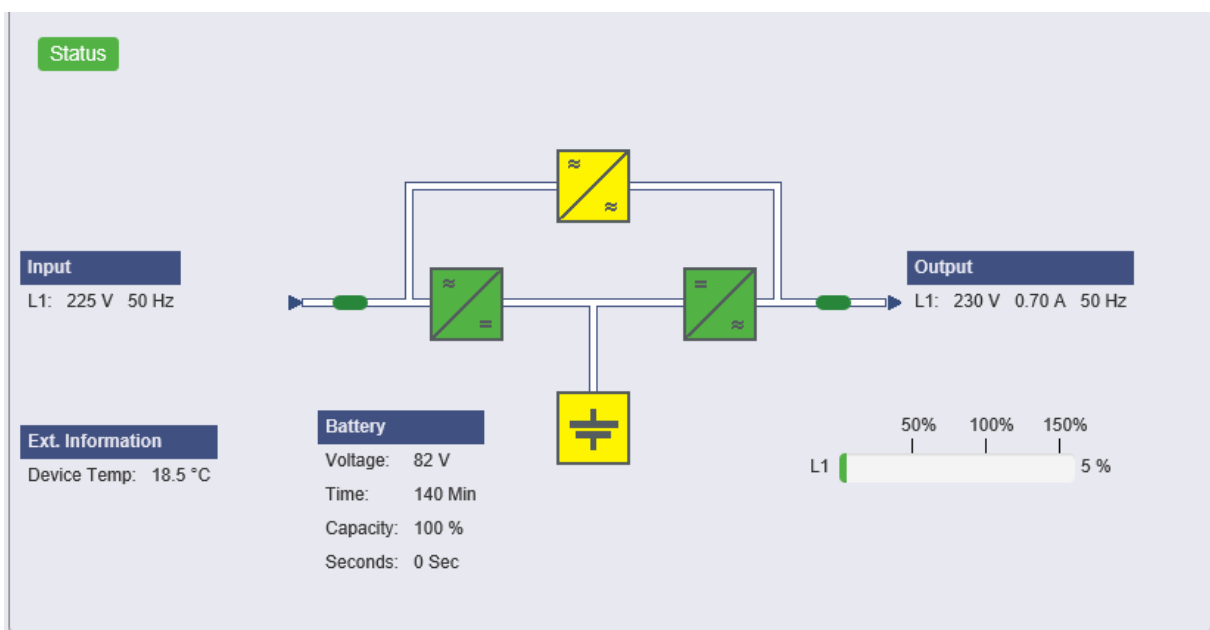 Status
Input
L1: 225 V 50 Hz
Output
L1: 230 V 0.70 A 50 Hz
Ext. Information
Device Temp: 18.5 °C
Battery
Voltage: 82 V
Time: 140 Min
Capacity: 100 %
Seconds: 0 Sec
50% 100% 150%
L1 5 %